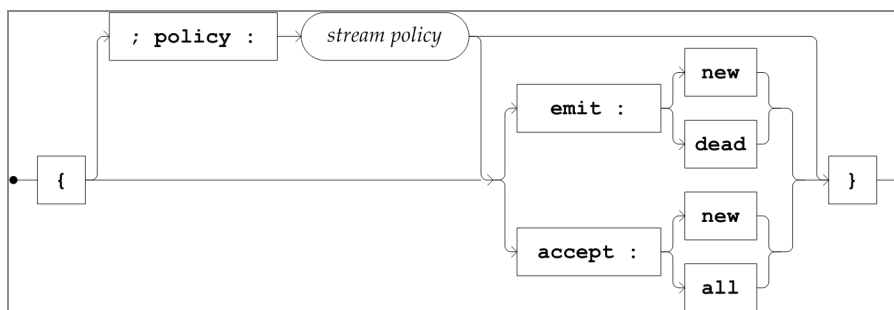 ; policy : stream policy
new
emit :
dead
{ }
new
accept :
all